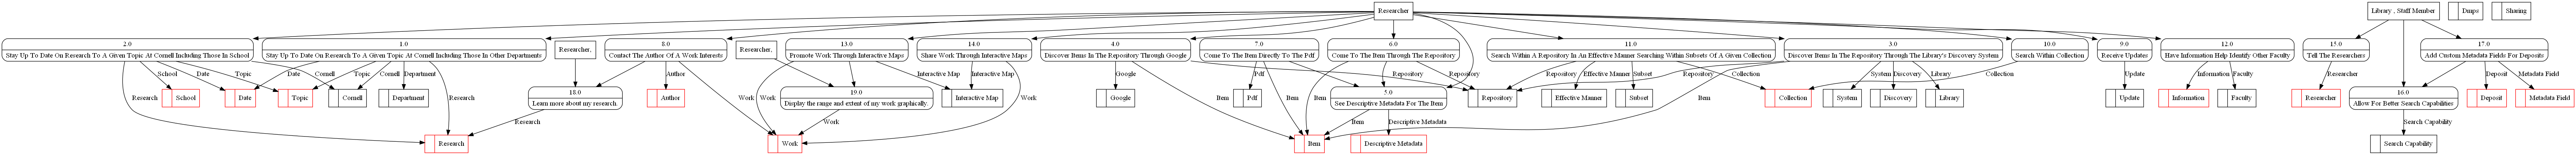 Researcher
Library , Staff Member
Dmps
Sharing
2.0
Stay Up To Date On Research To A Given Topic At Cornell Including Those In School
1.0
Stay Up To Date On Research To A Given Topic At Cornell Including Those In Other Departments
Researcher,
8.0
Contact The Author Of A Work Interests
Researcher,
13.0
Promote Work Through Interactive Maps
14.0
Share Work Through Interactive Maps
4.0
Discover Items In The Repository Through Google
7.0
Come To The Item Directly To The Pdf
6.0
Come To The Item Through The Repository
11.0
Search Within A Repository In An Effective Manner Searching Within Subsets Of A Given Collection
3.0
Discover Items In The Repository Through The Library's Discovery System
10.0
Search Within Collection
9.0
Receive Updates
12.0
Have Information Help Identify Other Faculty
15.0
Tell The Researchers
17.0
Add Custom Metadata Fields For Deposits
School
Date
Topic
Cornell
Date
Topic
Cornell
Department
Author
Interactive Map
Interactive Map
Google
Repository
Pdf
Repository
Repository
Effective Manner
Subset
Collection
Repository
System
Discovery
Library
Collection
Update
Information
Faculty
Researcher
Deposit
Metadata Field
School
Date
Topic
Cornell
Department
18.0
Learn more about my research.
Author
19.0
Display the range and extent of my work graphically.
Interactive Map
Google
Pdf
5.0
See Descriptive Metadata For The Item
Repository
Effective Manner
Subset
Collection
System
Discovery
Library
Update
Information
Faculty
Researcher
16.0
Allow For Better Search Capabilities
Deposit
Metadata Field
Research
Research
Research
Work
Work
Work
Work
Item
Item
Item
Item
Descriptive Metadata
Item
Search Capability
Research
Work
Item
Descriptive Metadata
Search Capability